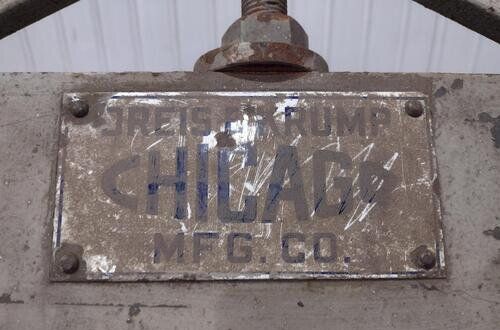 DREIS & KRUMP
CHICAGO
MFG. CO.